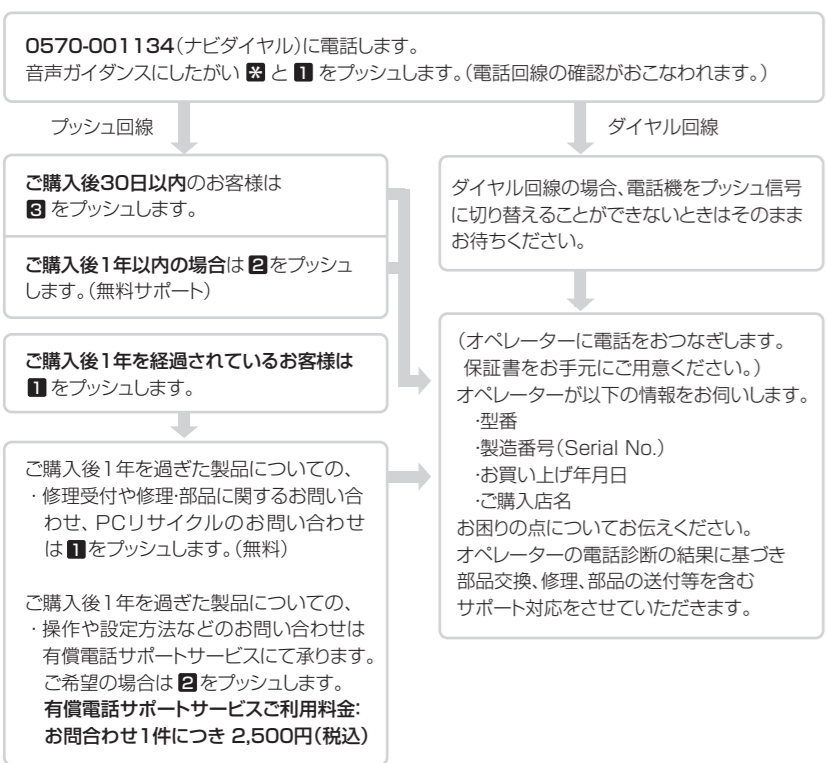 0570-001134(ナビダイヤル)に電話します。
音声ガイダンスにしたがい ✱ と 1 をプッシュします。(電話回線の確認がおこなわれます。)
プッシュ回線
ダイヤル回線
ご購入後30日以内のお客様は
3 をプッシュします。
ご購入後1年以内の場合は 2 をプッシュ
します。(無料サポート)
ご購入後1年を経過されているお客様は
1 をプッシュします。
ご購入後1年を過ぎた製品についての、
・修理受付や修理・部品に関するお問い合
わせ、PCリサイクルのお問い合わせ
は 1 をプッシュします。(無料)
ご購入後1年を過ぎた製品についての、
・操作や設定方法などのお問い合わせは
有償電話サポートサービスにて承ります。
ご希望の場合は 2 をプッシュします。
有償電話サポートサービスご利用料金:
お問合わせ1件につき 2,500円(税込)
ダイヤル回線の場合、電話機をプッシュ信号
に切り替えることができないときはそのまま
お待ちください。
(オペレーターに電話をおつなぎします。
保証書をお手元にご用意ください。)
オペレーターが以下の情報をお伺いします。
・型番
・製造番号(Serial No.)
・お買い上げ年月日
・ご購入店名
お困りの点についてお伝えください。
オペレーターの電話診断の結果に基づき
部品交換、修理、部品の送付等を含む
サポート対応をさせていただきます。